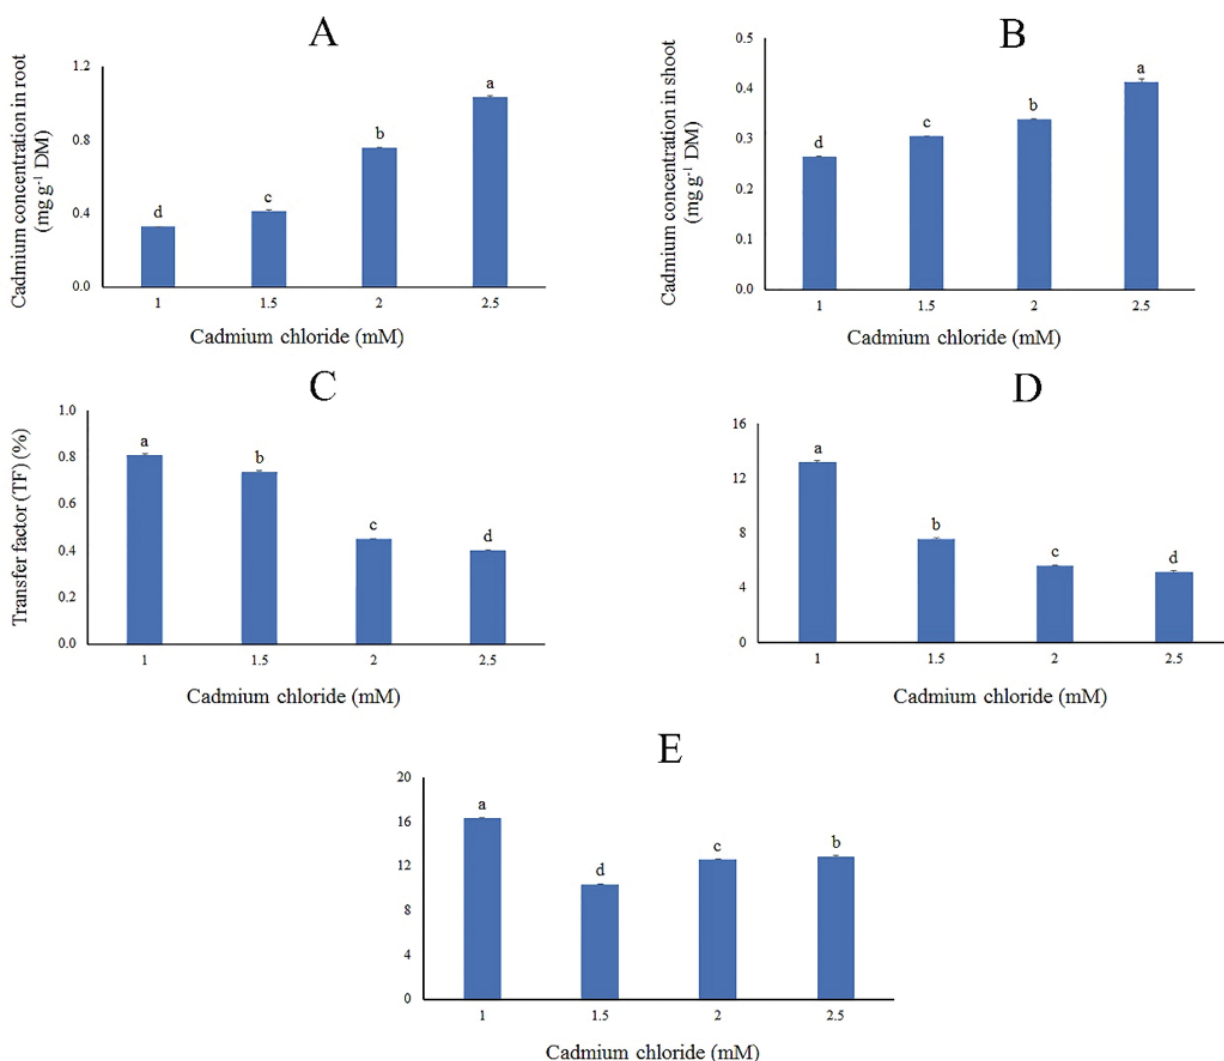 A
Cadmium concentration in root
(mg g-1 DM)
1.2
0.8
0.4
0.0
d
c
b
a
1
1.5
2
2.5
Cadmium chloride (mM)
B
Cadmium concentration in shoot
(mg g-1 DM)
0.5
0.4
0.3
0.2
0.1
0.0
d
c
b
a
1
1.5
2
2.5
Cadmium chloride (mM)
C
Transfer factor (TF) (%)
1.0
0.8
0.6
0.4
0.2
0.0
a
b
c
d
1
1.5
2
2.5
Cadmium chloride (mM)
D
16
12
8
4
0
a
b
c
d
1
1.5
2
2.5
Cadmium chloride (mM)
E
20
16
12
8
4
0
a
d
c
b
1
1.5
2
2.5
Cadmium chloride (mM)